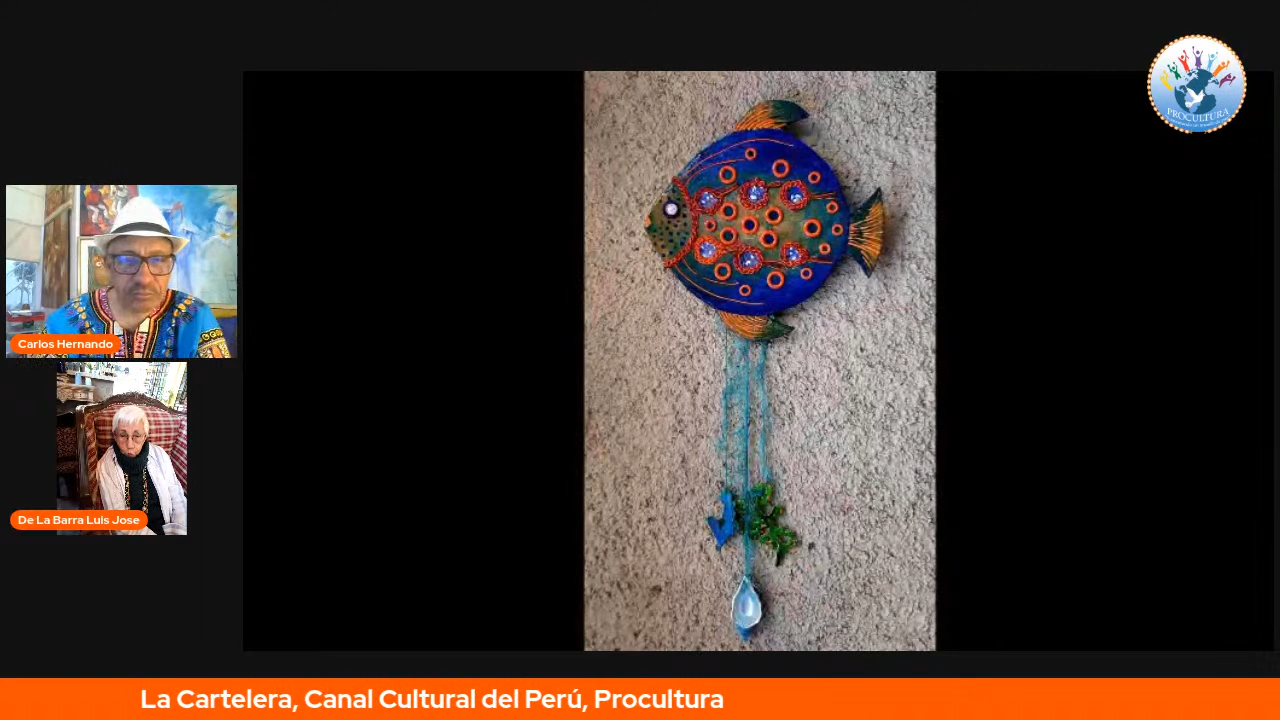 PROCULTURA
Carlos Hernando
De La Barra Luis Jose
La Cartelera, Canal Cultural del Perú, Procultura